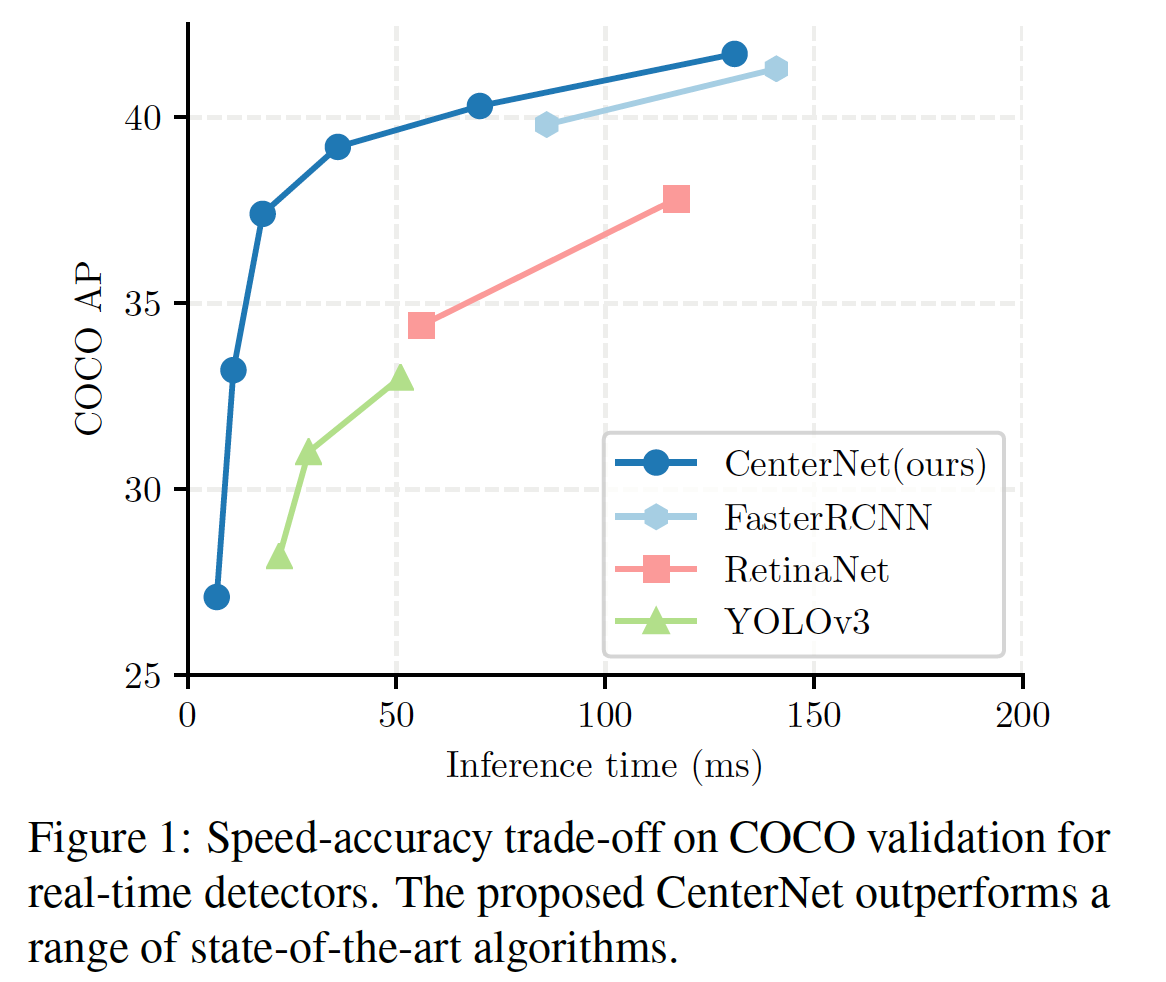 40
35
30
25
COCO AP
0 50 100 150 200
Inference time (ms)
CenterNet(ours)
FasterRCNN
RetinaNet
YOLOv3
Figure 1: Speed-accuracy trade-off on COCO validation for
real-time detectors. The proposed CenterNet outperforms a
range of state-of-the-art algorithms.